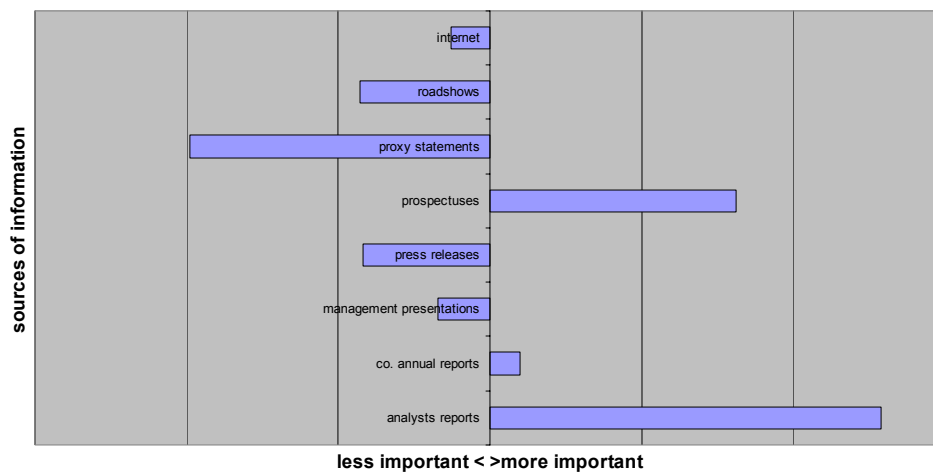 internet
roadshows
proxy statements
prospectuses
press releases
management presentations
co. annual reports
analysts reports
sources of information
less important < >more important